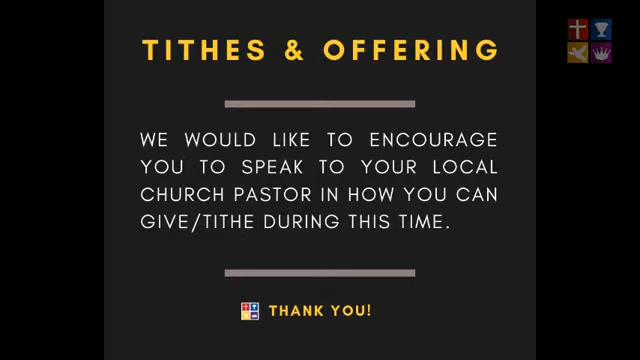 TITHES & OFFERING
WE WOULD LIKE TO ENCOURAGE
YOU TO SPEAK TO YOUR LOCAL
CHURCH PASTOR IN HOW YOU CAN
GIVE/TITHE DURING THIS TIME.
THANK YOU!